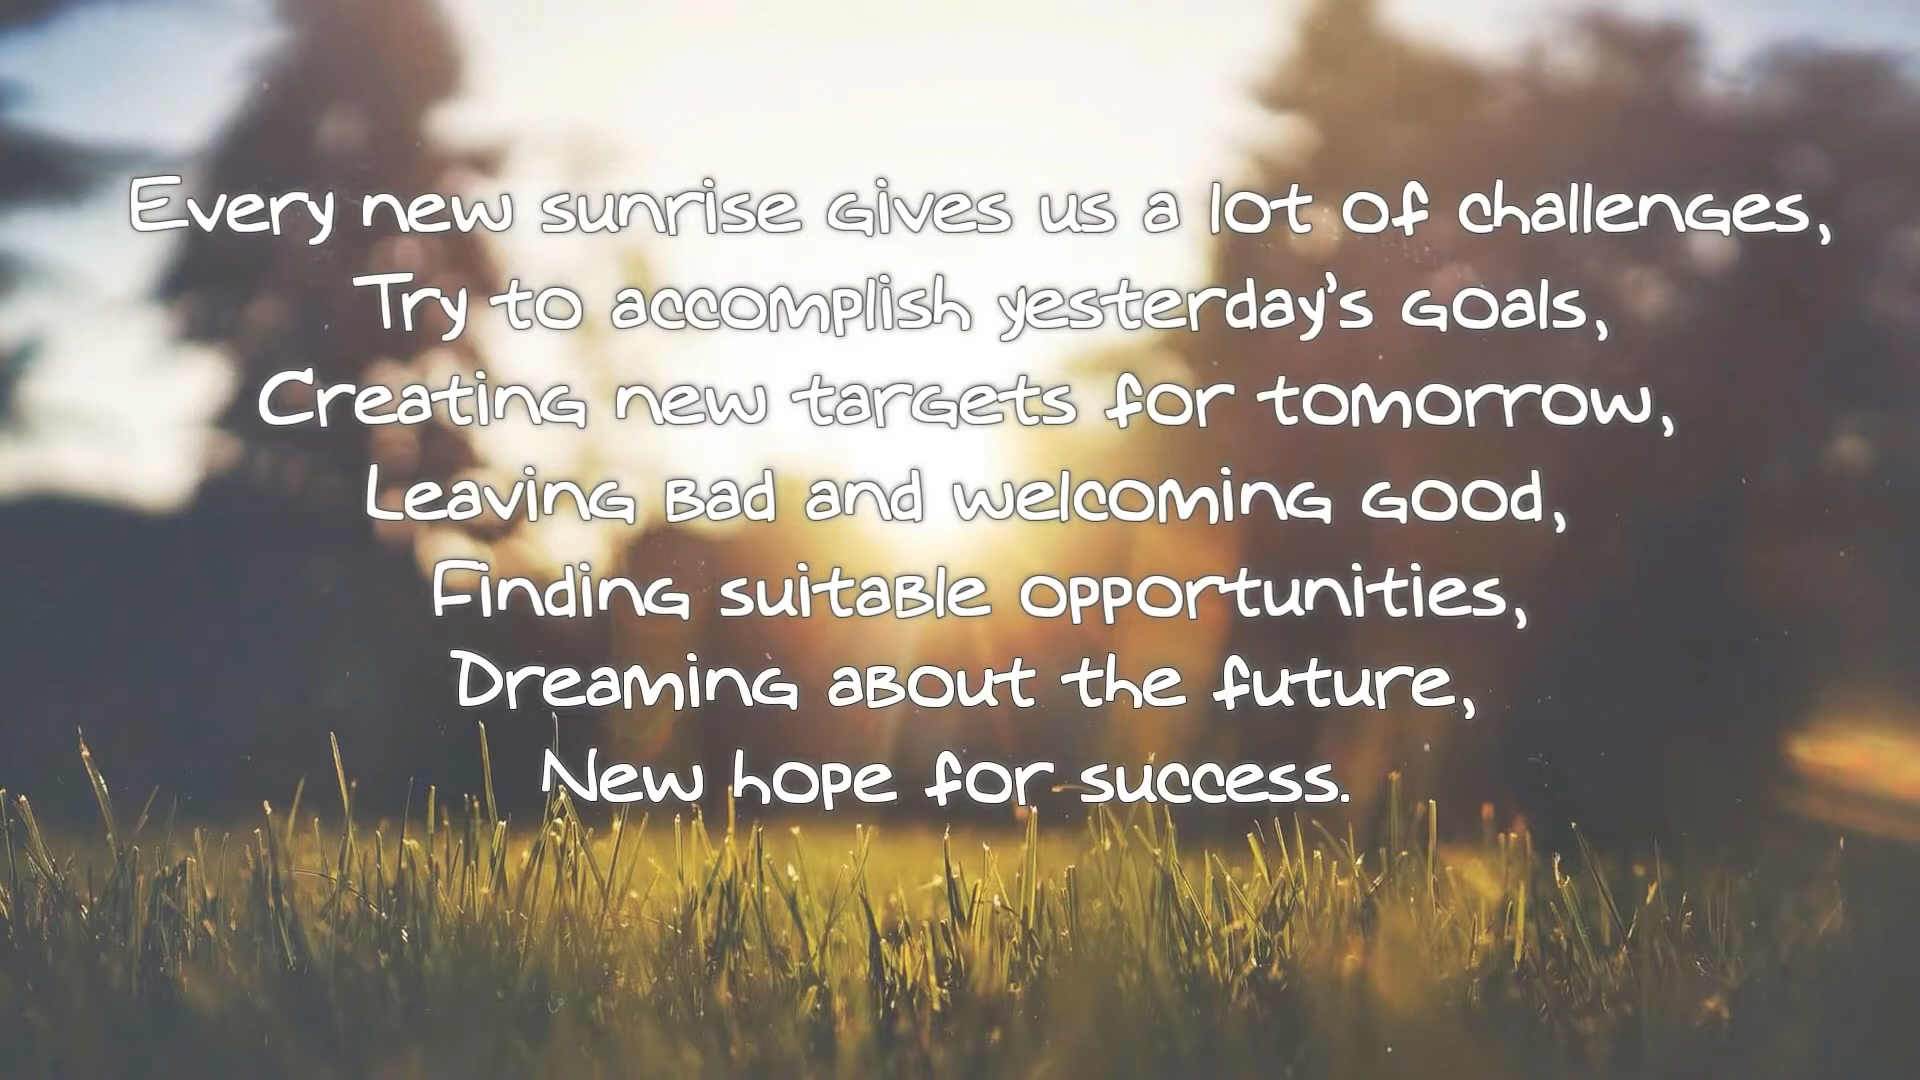 Every new sunrise gives us a lot of challenges,
Try to accomplish yesterday's goals,
Creating new targets for tomorrow,
Leaving bad and welcoming good,
Finding suitable opportunities,
Dreaming about the future,
New hope for success.